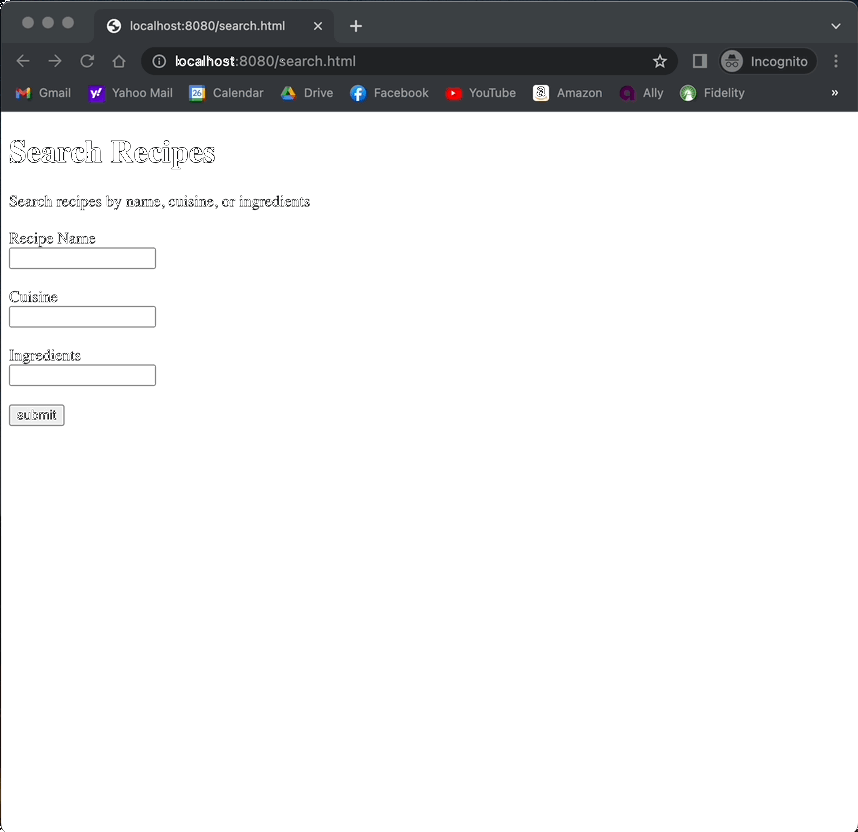 localhost:8080/search.html
localhost:8080/search.html
Incognito
Gmail Yahoo Mail 26 Calendar Drive Facebook YouTube Amazon Ally Fidelity »
Search Recipes
Search recipes by name, cuisine, or ingredients
Recipe Name
Cuisine
Ingredients
submit